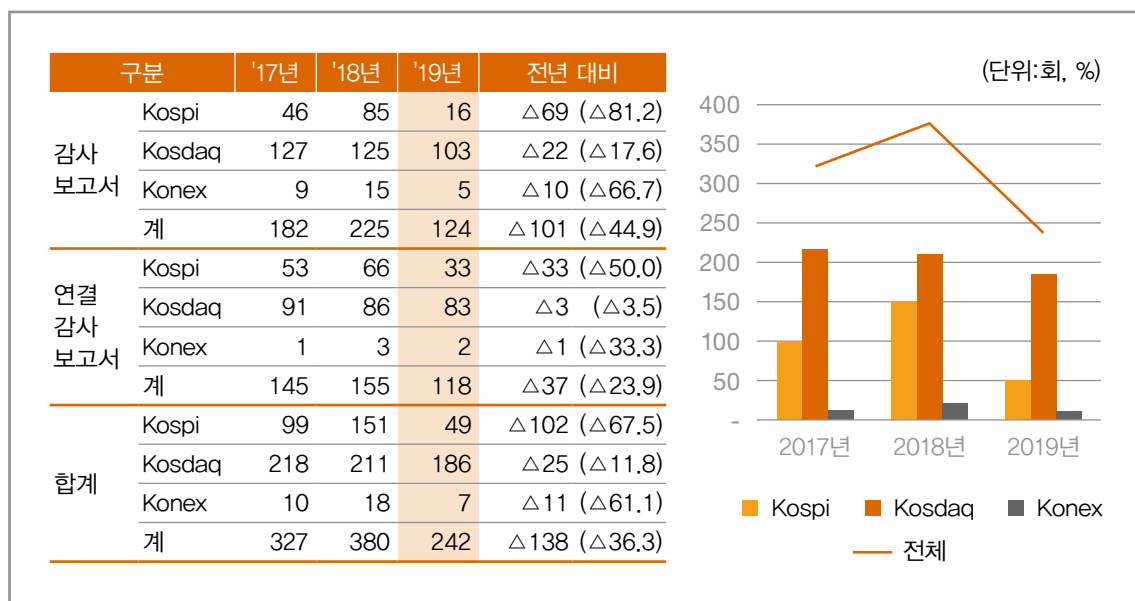 구분 '17년 '18년 '19년 전년 대비
감사
보고서
Kospi 46 85 16 △69 (△81.2)
Kosdaq 127 125 103 △22 (△17.6)
Konex 9 15 5 △10 (△66.7)
계 182 225 124 △101 (△44.9)
연결
감사
보고서
Kospi 53 66 33 △33 (△50.0)
Kosdaq 91 86 83 △3 (△3.5)
Konex 1 3 2 △1 (△33.3)
계 145 155 118 △37 (△23.9)
합계
Kospi 99 151 49 △102 (△67.5)
Kosdaq 218 211 186 △25 (△11.8)
Konex 10 18 7 △11 (△61.1)
계 327 380 242 △138 (△36.3)
(단위:회, %)
400
350
300
250
200
150
100
50
-
2017년 2018년 2019년
Kospi Kosdaq Konex
전체